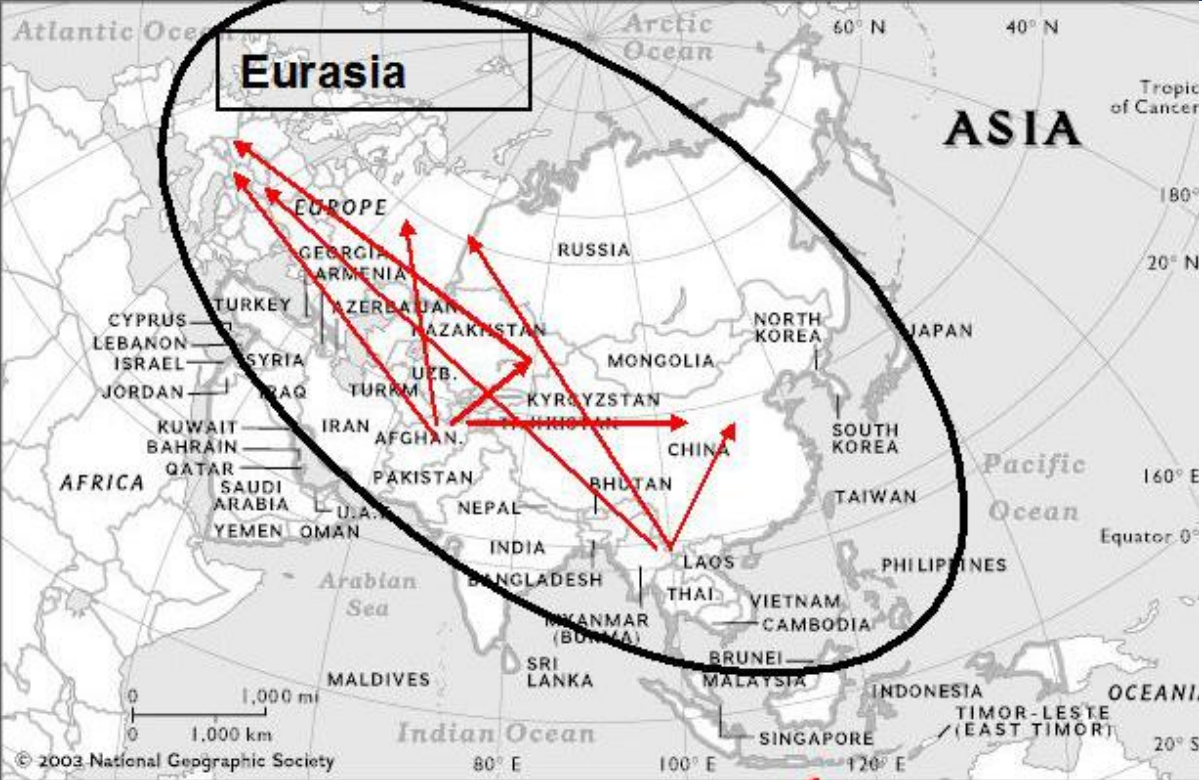 Atlantic Ocean
Arctic
Ocean
60° N
40° N
Eurasia
Tropic
of Cancer
ASIA
180°
EUROPE
RUSSIA
20° N
GEORGIA
ARMENIA
TURKEY
AZERBAIJAN
CYPRUS
KAZAKHSTAN
NORTH
KOREA
JAPAN
LEBANON
ISRAEL
SYRIA
MONGOLIA
UZB.
JORDAN
IRAQ
TURKM.
KYRGYZSTAN
TAJIKISTAN
KUWAIT
IRAN
AFGHAN.
CHINA
SOUTH
KOREA
BAHRAIN
QATAR
PAKISTAN
Pacific
Ocean
160° E
AFRICA
SAUDI
ARABIA
BHUTAN
TAIWAN
NEPAL
U.A.E.
YEMEN
OMAN
INDIA
Equator 0°
LAOS
PHILIPPINES
Arabian
Sea
BANGLADESH
THAI.
VIETNAM
CAMBODIA
MYANMAR
(BURMA)
BRUNEI
SRI
LANKA
MALDIVES
MALAYSIA
INDONESIA
OCEANI
0
1,000 mi
0
1,000 km
TIMOR-LESTE
(EAST TIMOR)
Indian Ocean
SINGAPORE
20° S
© 2003 National Geographic Society
80° E
100° E
120° E